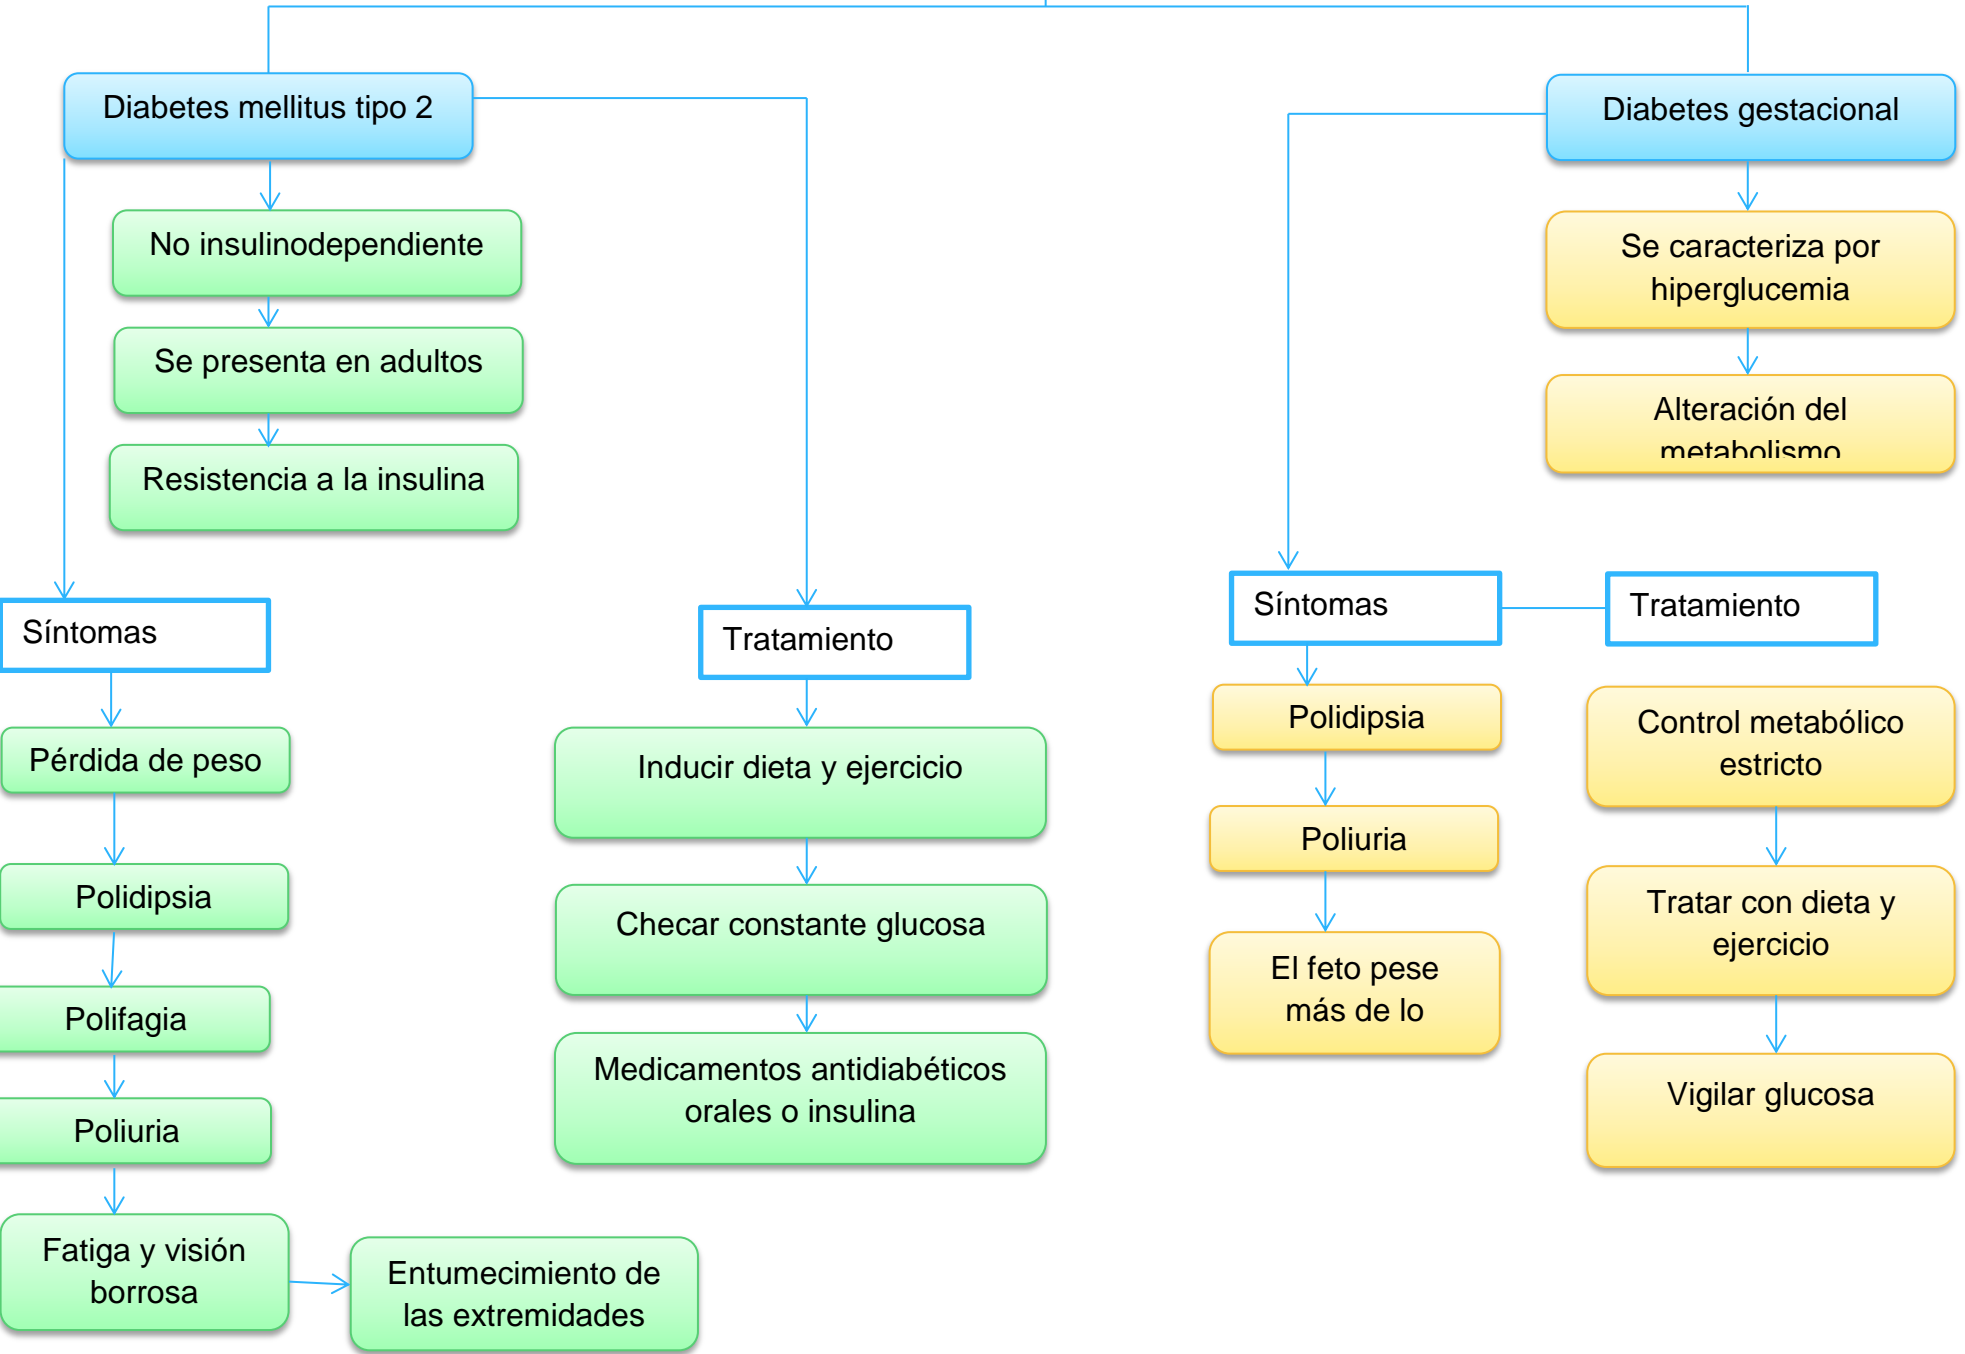 Diabetes mellitus tipo 2
No insulinodependiente
Se presenta en adultos
Resistencia a la insulina
Síntomas
Pérdida de peso
Polidipsia
Polifagia
Poliuria
Fatiga y visión
borrosa
Entumecimiento de
las extremidades
Tratamiento
Inducir dieta y ejercicio
Checar constante glucosa
Medicamentos antidiabéticos
orales o insulina
Diabetes gestacional
Se caracteriza por
hiperglucemia
Alteración del
metabolismo
Síntomas
Polidipsia
Poliuria
El feto pese
más de lo
Tratamiento
Control metabólico
estricto
Tratar con dieta y
ejercicio
Vigilar glucosa